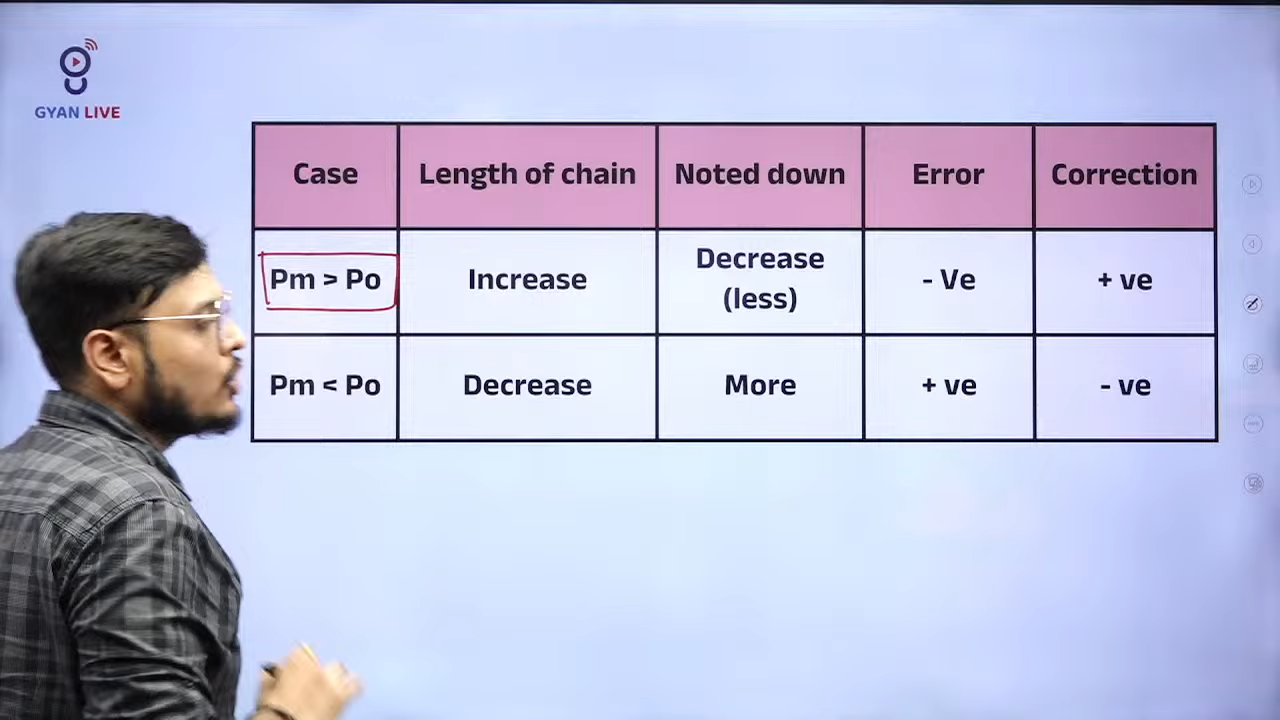 GYAN LIVE
Case Length of chain Noted down Error Correction
Pm > Po Increase Decrease (less) - Ve + ve
Pm < Po Decrease More + ve - ve